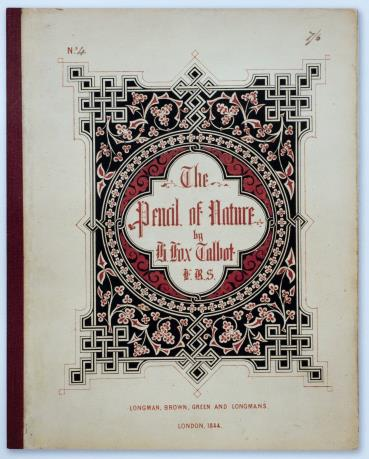 No. 4. 7/6
The
Pencil of Nature
by
H Fox Talbot
F.R.S.
LONGMAN, BROWN, GREEN AND LONGMANS.
LONDON, 1844.